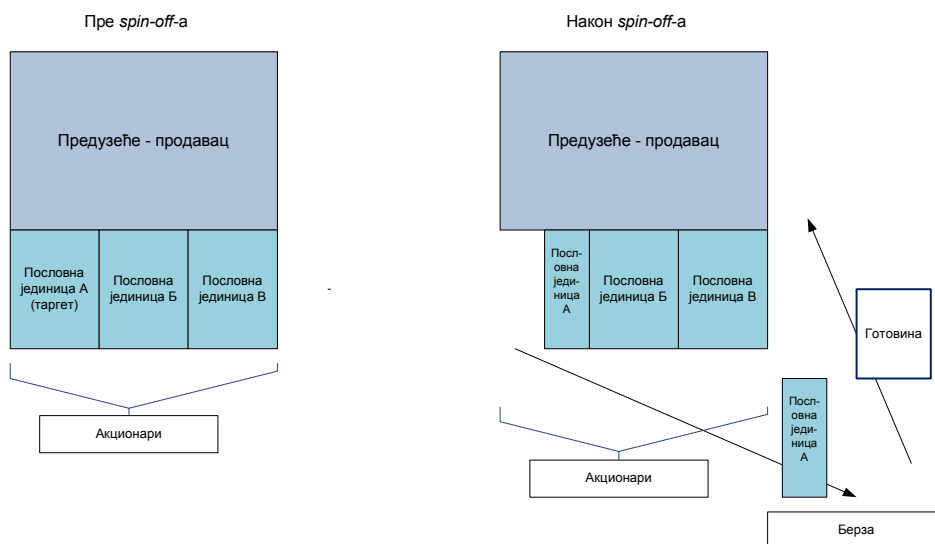 Пре spin-off-а
Предузеће - продавац
Пословна
јединица А
(таргет)
Пословна
јединица Б
Пословна
јединица В
-
Акционари
Након spin-off-а
Предузеће - продавац
Посл-
овна
једи-
ница
А
Пословна
јединица Б
Пословна
јединица В
Готовина
Посл-
овна
једи-
ница
А
Акционари
Берза